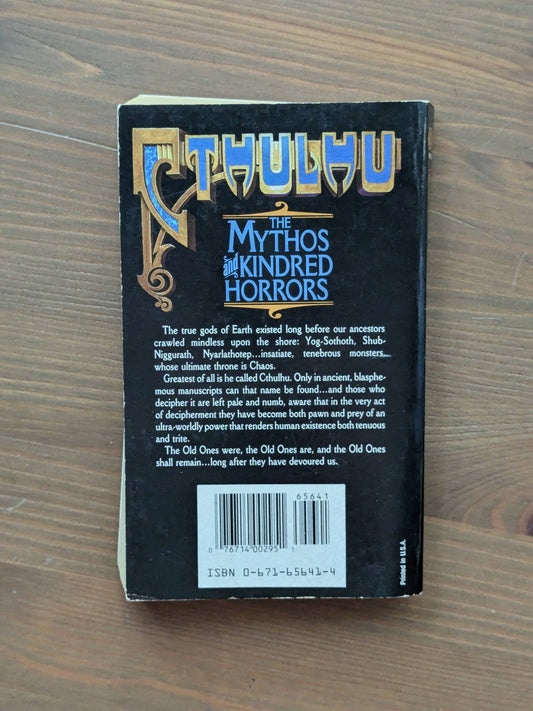 CTHULHU
THE
MYTHOS
and KINDRED
HORRORS
The true gods of Earth existed long before our ancestors
crawled mindless upon the shore: Yog-Sothoth, Shub-
Niggurath, Nyarlathotep...insatiate, tenebrous monsters,
whose ultimate throne is Chaos.
Greatest of all is he called Cthulhu. Only in ancient, blasphe-
mous manuscripts can that name be found...and those who
decipher it are left pale and numb, aware that in the very act
of decipherment they have become both pawn and prey of an
ultra-worldly power that renders human existence both tenuous
and trite.
The Old Ones were, the Old Ones are, and the Old Ones
shall remain...long after they have devoured us.
65641
0 76714 00295 1
ISBN 0-671-65641-4
Printed in U.S.A.